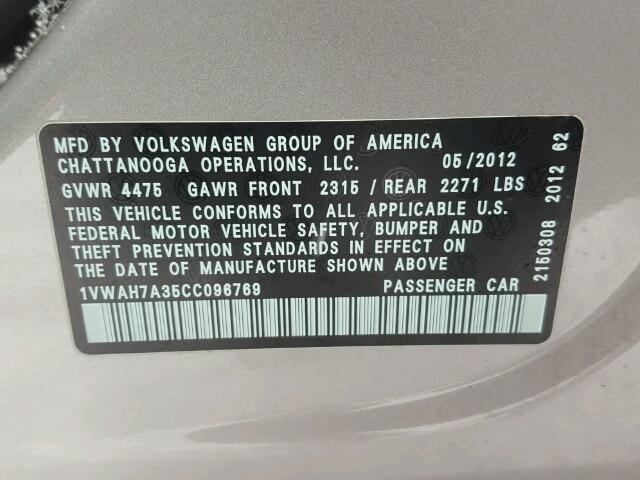 MFD BY VOLKSWAGEN GROUP OF AMERICA
CHATTANOOGA OPERATIONS, LLC. 05/2012
GVWR 4475 GAWR FRONT 2315 / REAR 2271 LBS
THIS VEHICLE CONFORMS TO ALL APPLICABLE U.S.
FEDERAL MOTOR VEHICLE SAFETY, BUMPER AND
THEFT PREVENTION STANDARDS IN EFFECT ON
THE DATE OF MANUFACTURE SHOWN ABOVE
1VWAH7A35CC096769 PASSENGER CAR
2150308 2012 62